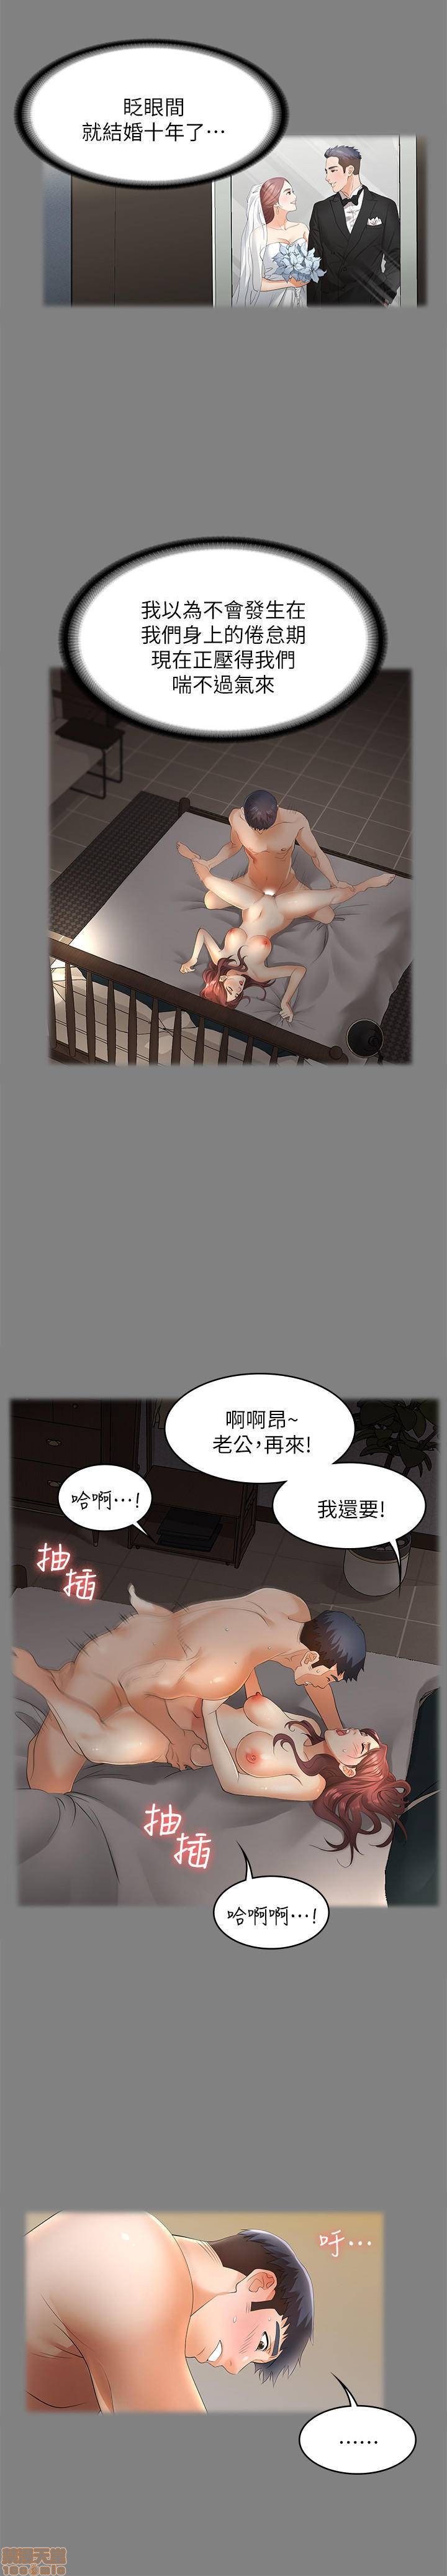 眨眼間
就結婚十年了…
我以為不會發生在
我們身上的倦怠期
現在正壓得我們
喘不過氣來
啊啊昂~
老公,再來!
哈啊…!
我還要!
抽
插
抽
插
哈啊啊…!
吁…
……